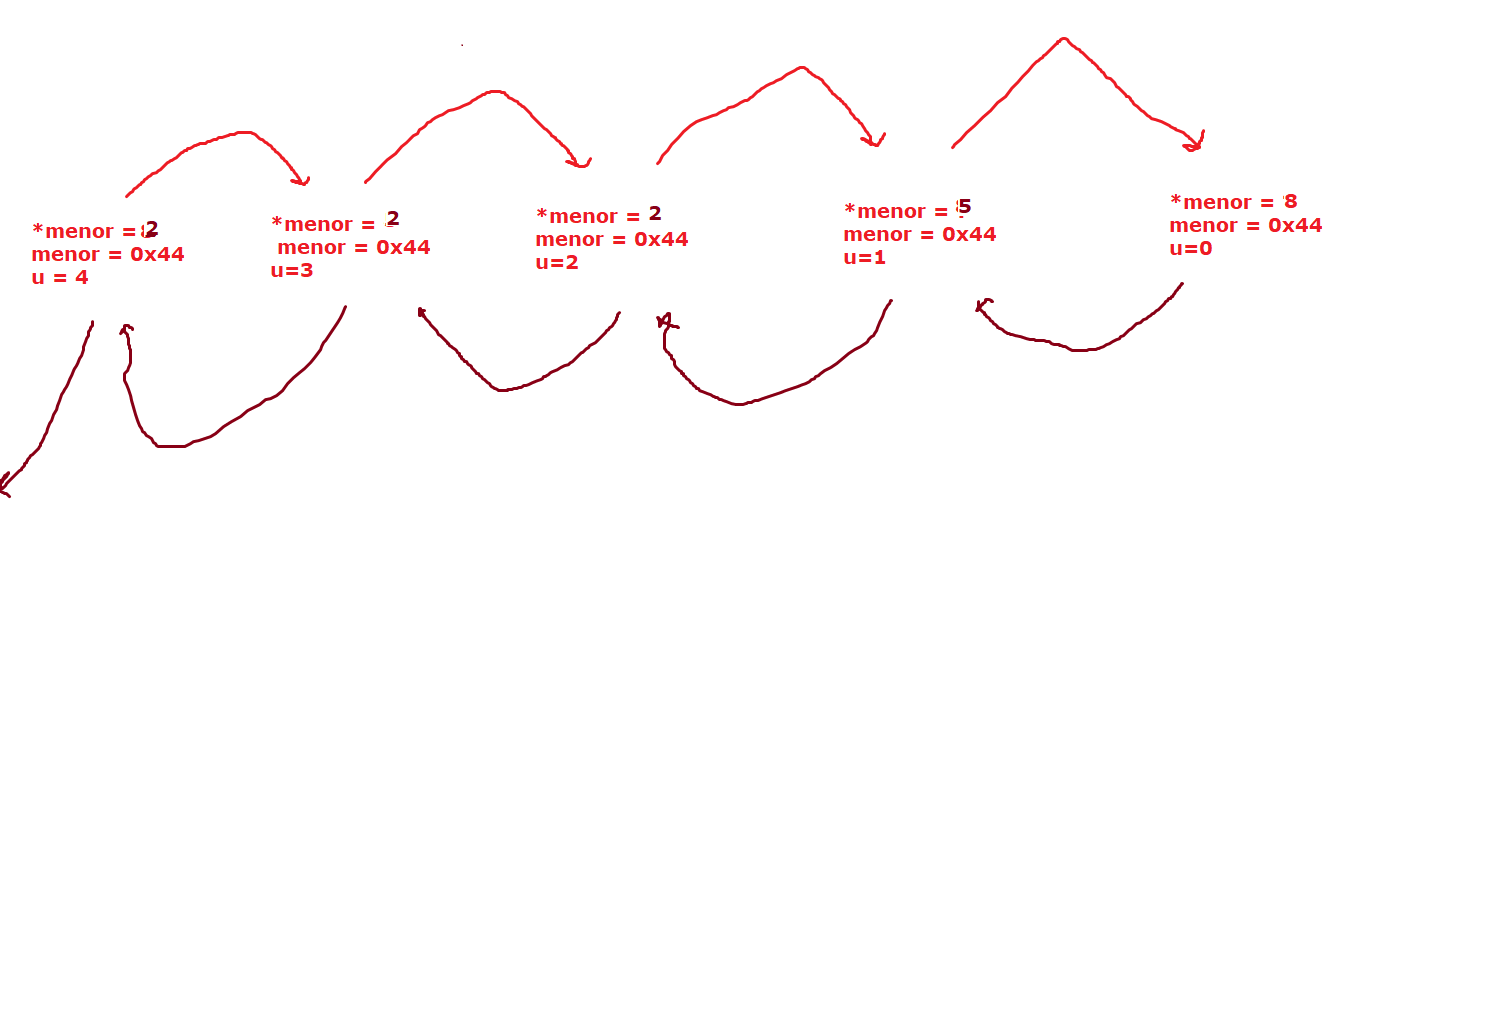 *menor = 2
menor = 0x44
u = 4
*menor = 2
menor = 0x44
u=3
*menor = 2
menor = 0x44
u=2
*menor = 5
menor = 0x44
u=1
*menor = 8
menor = 0x44
u=0